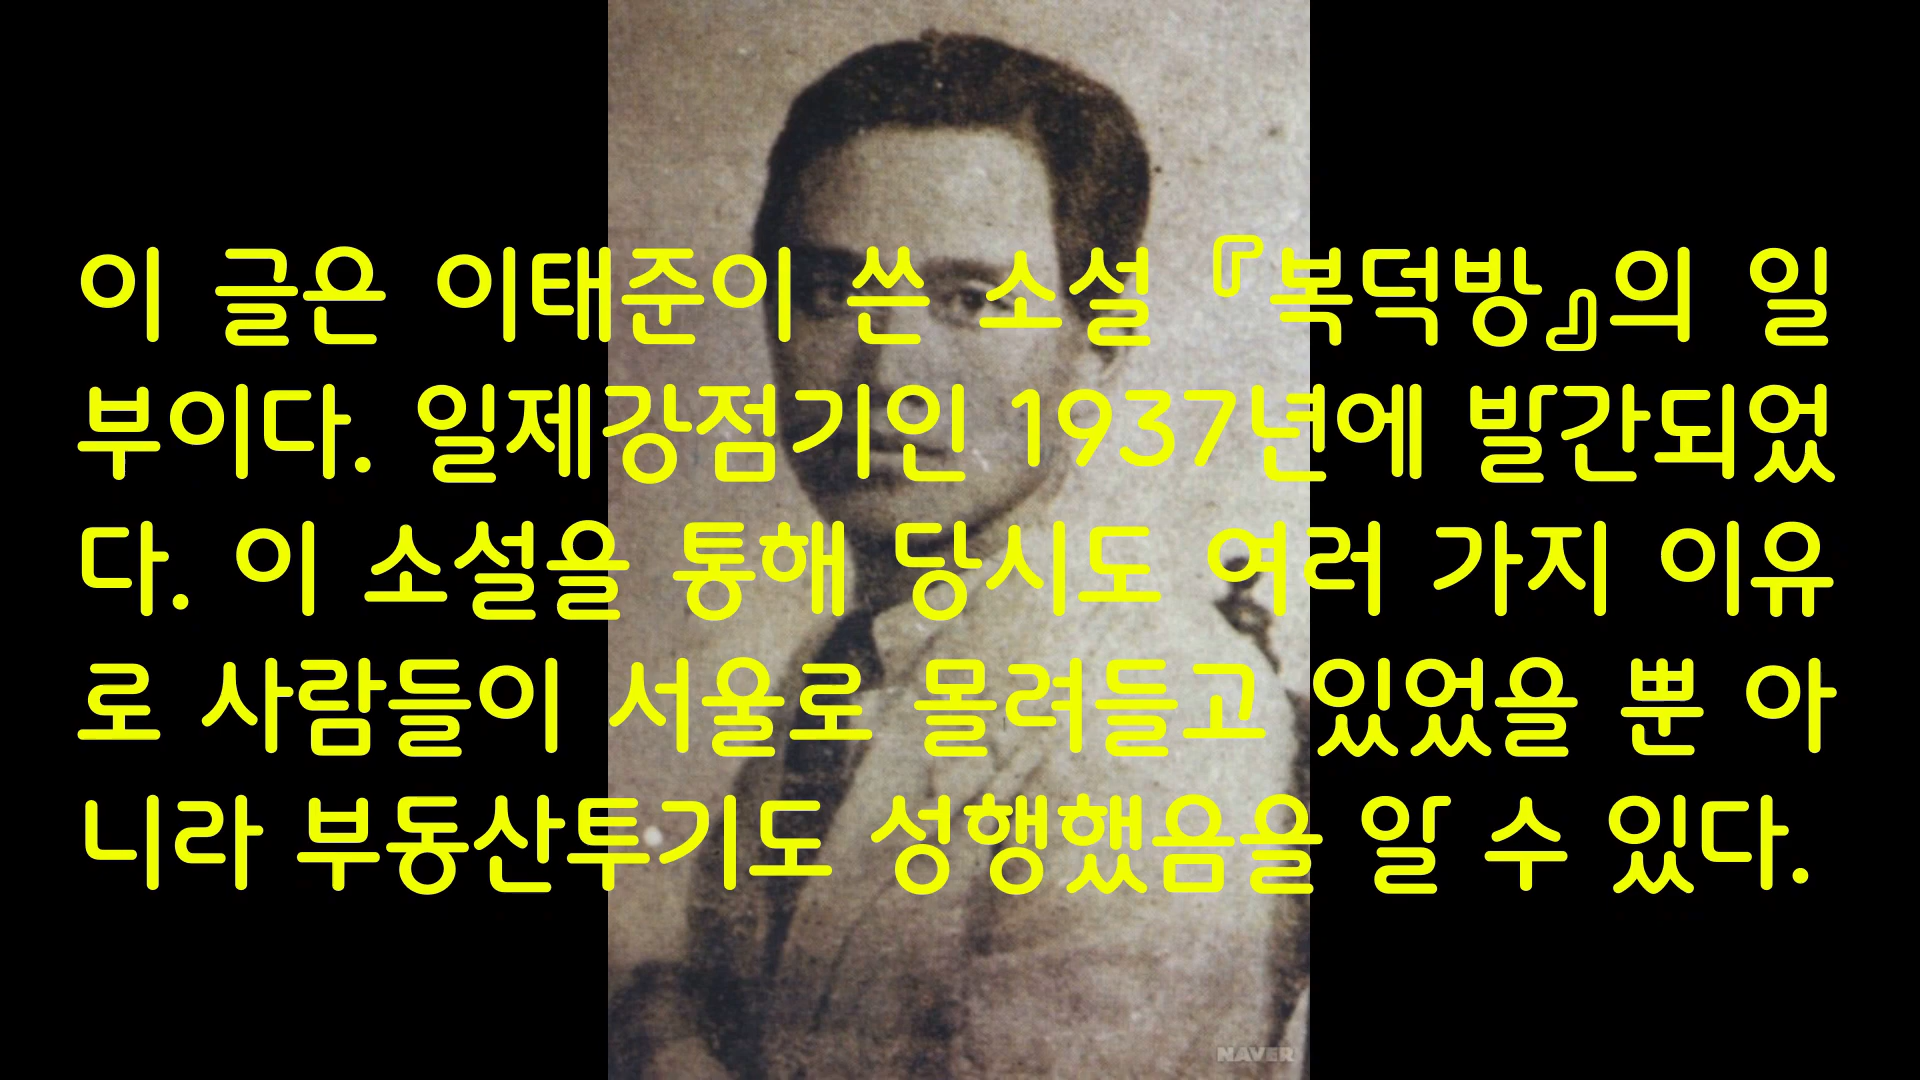 이 글은 이태준이 쓴 소설 『복덕방』의 일
부이다. 일제강점기인 1937년에 발간되었
다. 이 소설을 통해 당시도 여러 가지 이유
로 사람들이 서울로 몰려들고 있었을 뿐 아
니라 부동산투기도 성행했음을 알 수 있다.
NAVER